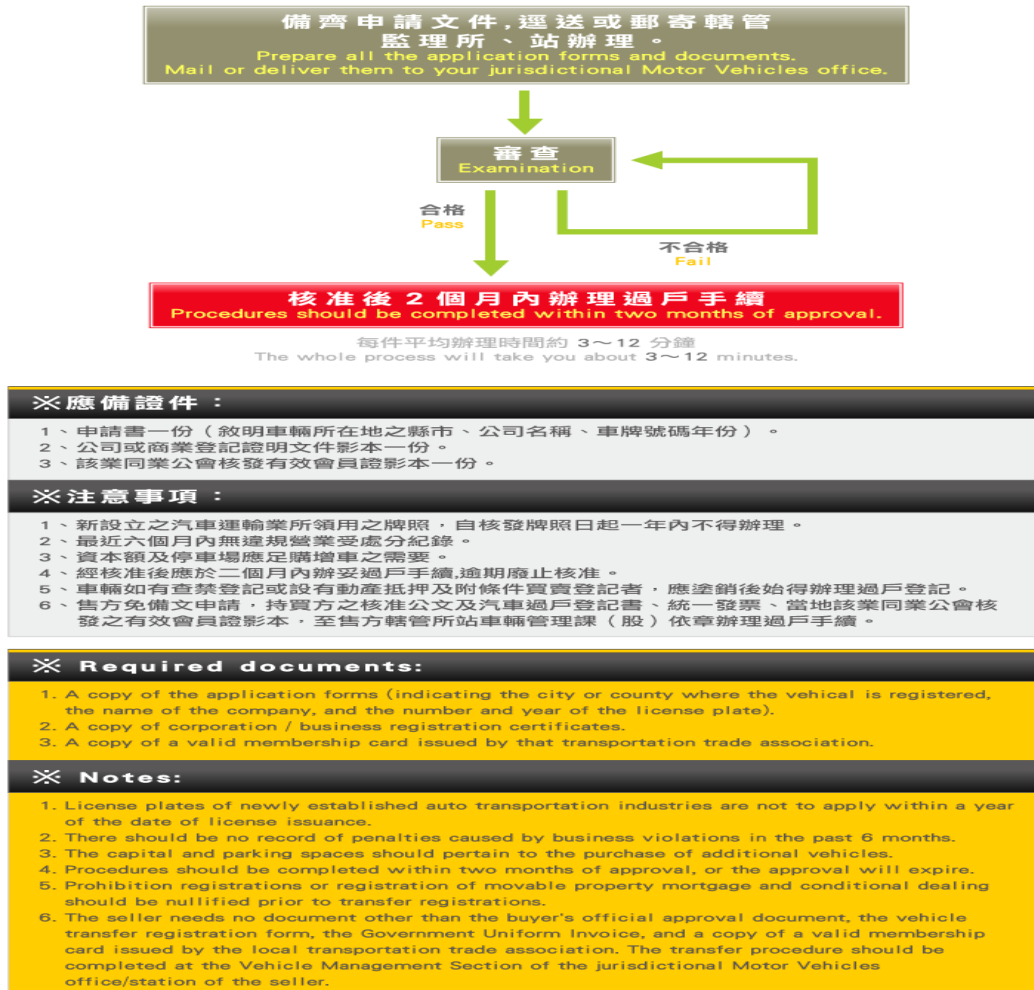 備齊申請文件,逕送或郵寄轄管
監理所、站辦理。
Prepare all the application forms and documents.
Mail or deliver them to your jurisdictional Motor Vehicles office.
審查
Examination
合格
Pass
不合格
Fail
核准後2個月內辦理過戶手續
Procedures should be completed within two months of approval.
每件平均辦理時間約 3～12 分鐘
The whole process will take you about 3～12 minutes.
※應備證件：
1、申請書一份（敘明車輛所在地之縣市、公司名稱、車牌號碼年份）。
2、公司或商業登記證明文件影本一份。
3、該業同業公會核發有效會員證影本一份。
※注意事項：
1、新設立之汽車運輸業所領用之牌照，自核發牌照日起一年內不得辦理。
2、最近六個月內無違規營業受處分紀錄。
3、資本額及停車場應足購增車之需要。
4、經核准後應於二個月內辦妥過戶手續,逾期廢止核准。
5、車輛如有查禁登記或設有動產抵押及附條件買賣登記者，應塗銷後始得辦理過戶登記。
6、售方免備文申請，持買方之核准公文及汽車過戶登記書、統一發票、當地該業同業公會核
發之有效會員證影本，至售方轄管所站車輛管理課（股）依章辦理過戶手續。
※ Required documents:
1. A copy of the application forms (indicating the city or county where the vehical is registered,
the name of the company, and the number and year of the license plate).
2. A copy of corporation / business registration certificates.
3. A copy of a valid membership card issued by that transportation trade association.
※ Notes:
1. License plates of newly established auto transportation industries are not to apply within a year
of the date of license issuance.
2. There should be no record of penalties caused by business violations in the past 6 months.
3. The capital and parking spaces should pertain to the purchase of additional vehicles.
4. Procedures should be completed within two months of approval, or the approval will expire.
5. Prohibition registrations or registration of movable property mortgage and conditional dealing
should be nullified prior to transfer registrations.
6. The seller needs no document other than the buyer's official approval document, the vehicle
transfer registration form, the Government Uniform Invoice, and a copy of a valid membership
card issued by the local transportation trade association. The transfer procedure should be
completed at the Vehicle Management Section of the jurisdictional Motor Vehicles
office/station of the seller.